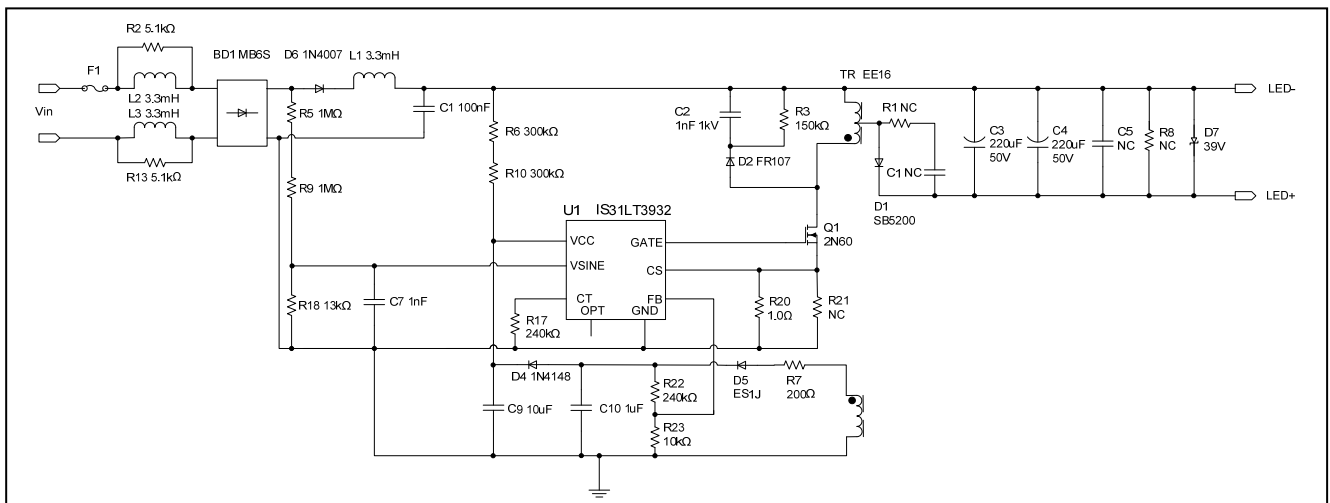 R2 5.1kΩ
F1
L2 3.3mH
L3 3.3mH
Vin
R13 5.1kΩ
BD1 MB6S
D6 1N4007
L1 3.3mH
R5 1MΩ
C1 100nF
R9 1MΩ
R6 300kΩ
R10 300kΩ
R18 13kΩ
C7 1nF
U1 IS31LT3932
VCC
GATE
VSINE
CS
CT
FB
OPT
GND
R17
240kΩ
C2
1nF 1kV
R3
150kΩ
D2 FR107
TR EE16
R1 NC
C1 NC
D1
SB5200
Q1
2N60
R20
1.0Ω
R21
NC
C3
220uF
50V
C4
220uF
50V
C5
NC
R8
NC
D7
39V
LED-
LED+
D4 1N4148
C9 10uF
C10 1uF
R22
240kΩ
R23
10kΩ
D5
ES1J
R7
200Ω